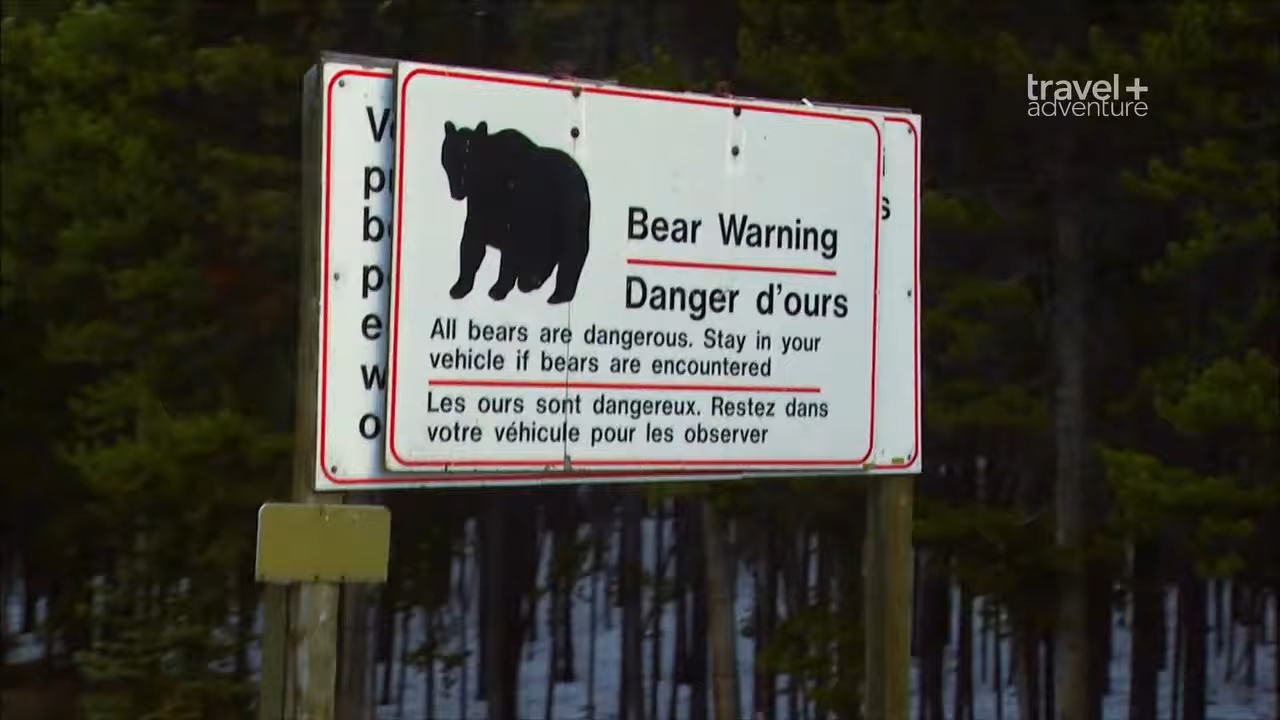 travel+
adventure
Bear Warning
Danger d'ours
All bears are dangerous. Stay in your
vehicle if bears are encountered
Les ours sont dangereux. Restez dans
votre véhicule pour les observer